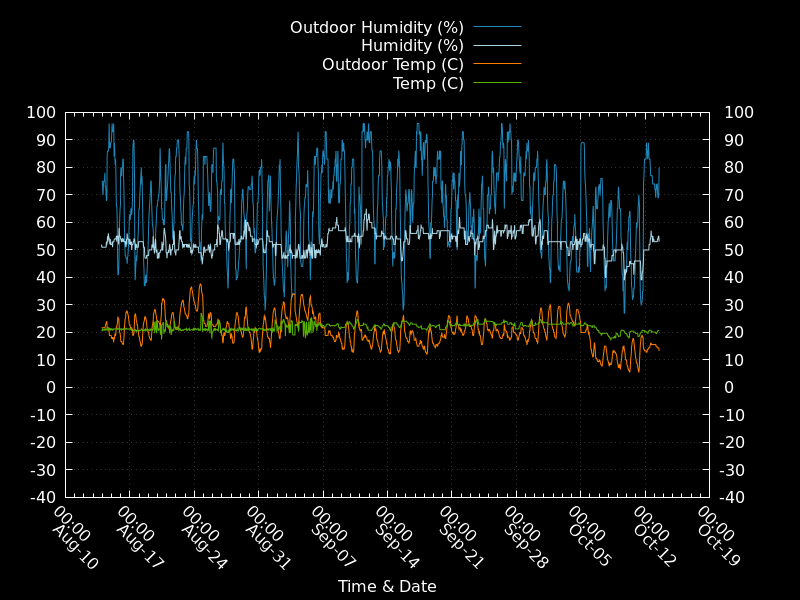 Outdoor Humidity (%)
Humidity (%)
Outdoor Temp (C)
Temp (C)
100 100
90 90
80 80
70 70
60 60
50 50
40 40
30 30
20 20
10 10
0 0
-10 -10
-20 -20
-30 -30
-40 -40
00:00 00:00 00:00 00:00 00:00 00:00 00:00 00:00 00:00 00:00 00:00
Aug-10 Aug-17 Aug-24 Aug-31 Sep-07 Sep-14 Sep-21 Sep-28 Oct-05 Oct-12 Oct-19
Time & Date